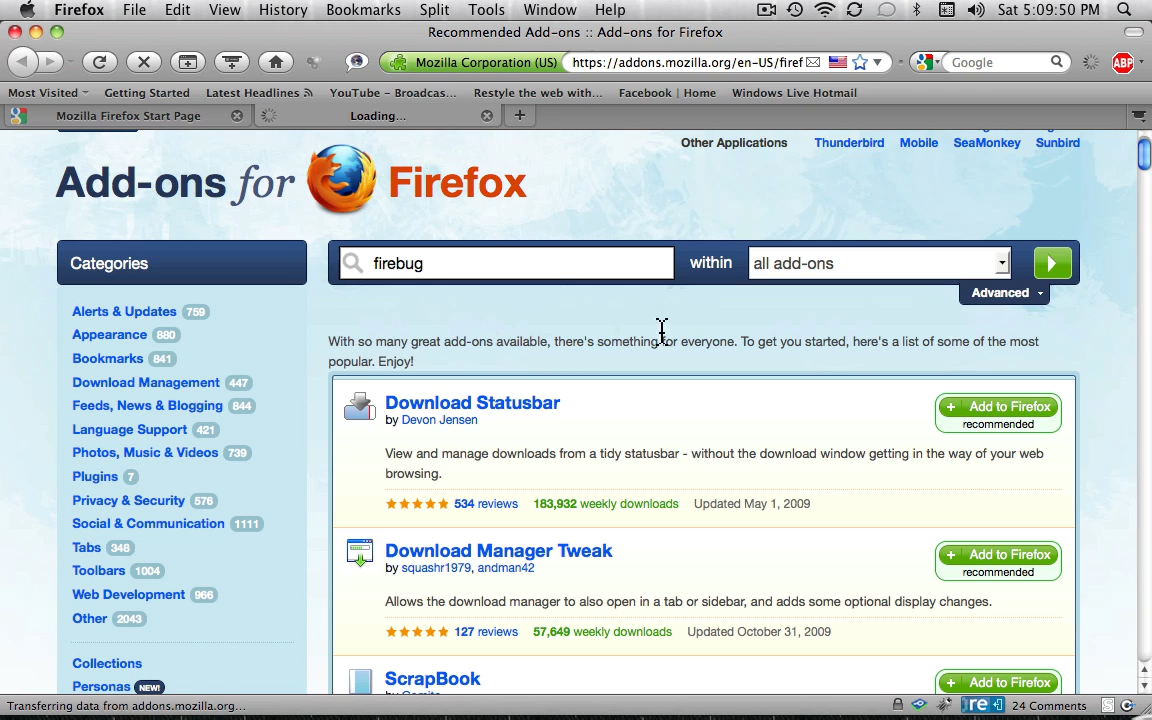 Firefox File Edit View History Bookmarks Split Tools Window Help Sat 5:09:50 PM
Recommended Add-ons :: Add-ons for Firefox
Mozilla Corporation (US) https://addons.mozilla.org/en-US/firef Google ABP
Most Visited Getting Started Latest Headlines YouTube - Broadcas... Restyle the web with... Facebook | Home Windows Live Hotmail
Mozilla Firefox Start Page Loading...
Other Applications Thunderbird Mobile SeaMonkey Sunbird
Add-ons for Firefox
Categories
firebug within all add-ons
Advanced
Alerts & Updates 759
Appearance 880
Bookmarks 841
Download Management 447
Feeds, News & Blogging 844
Language Support 421
Photos, Music & Videos 739
Plugins 7
Privacy & Security 576
Social & Communication 1111
Tabs 348
Toolbars 1004
Web Development 966
Other 2043
Collections
Personas NEW!
With so many great add-ons available, there's something for everyone. To get you started, here's a list of some of the most
popular. Enjoy!
Download Statusbar
by Devon Jensen
+ Add to Firefox
recommended
View and manage downloads from a tidy statusbar - without the download window getting in the way of your web
browsing.
534 reviews 183,932 weekly downloads Updated May 1, 2009
Download Manager Tweak
by squashr1979, andman42
+ Add to Firefox
recommended
Allows the download manager to also open in a tab or sidebar, and adds some optional display changes.
127 reviews 57,649 weekly downloads Updated October 31, 2009
ScrapBook
+ Add to Firefox
Transferring data from addons.mozilla.org... re 24 Comments